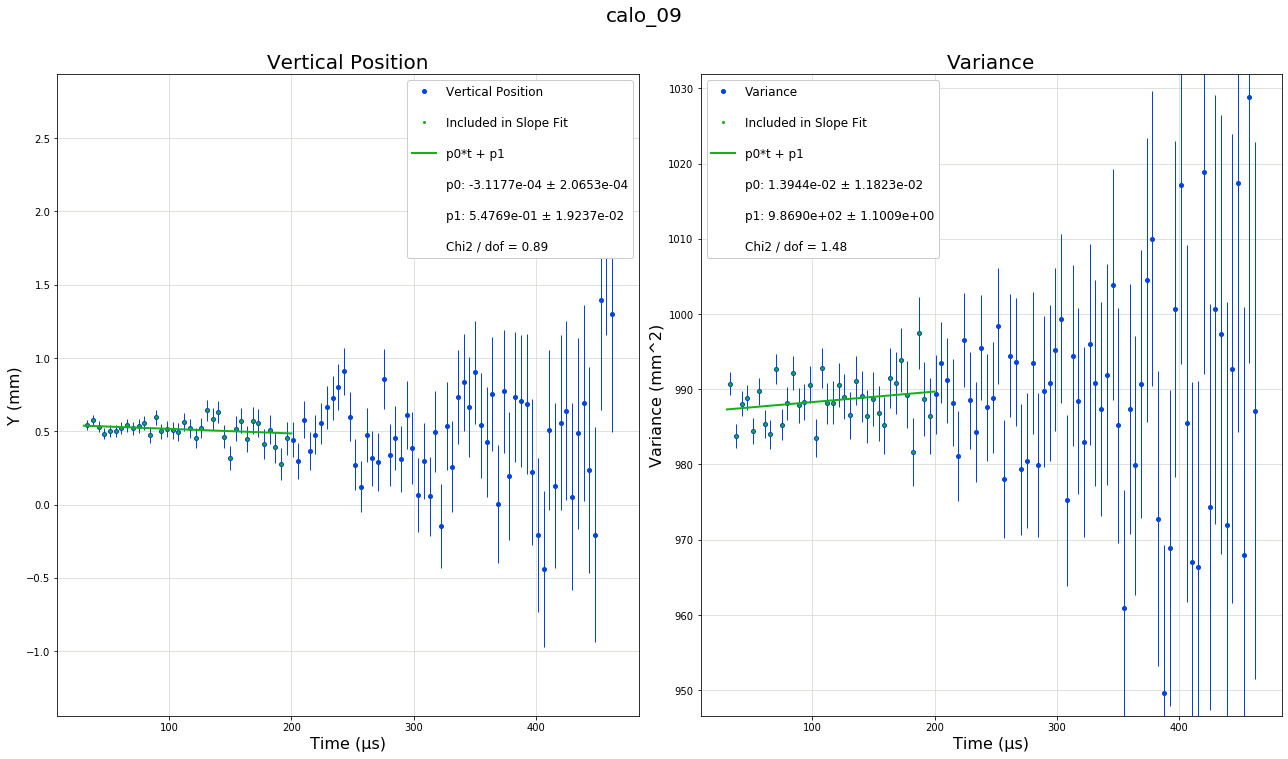 calo_09
Vertical Position
Vertical Position
Included in Slope Fit
p0*t + p1
p0: -3.1177e-04 ± 2.0653e-04
p1: 5.4769e-01 ± 1.9237e-02
Chi2 / dof = 0.89
2.5
2.0
1.5
1.0
0.5
0.0
−0.5
−1.0
Y (mm)
100
200
300
400
Time (μs)
Variance
Variance
Included in Slope Fit
p0*t + p1
p0: 1.3944e-02 ± 1.1823e-02
p1: 9.8690e+02 ± 1.1009e+00
Chi2 / dof = 1.48
1030
1020
1010
1000
990
980
970
960
950
Variance (mm^2)
100
200
300
400
Time (μs)